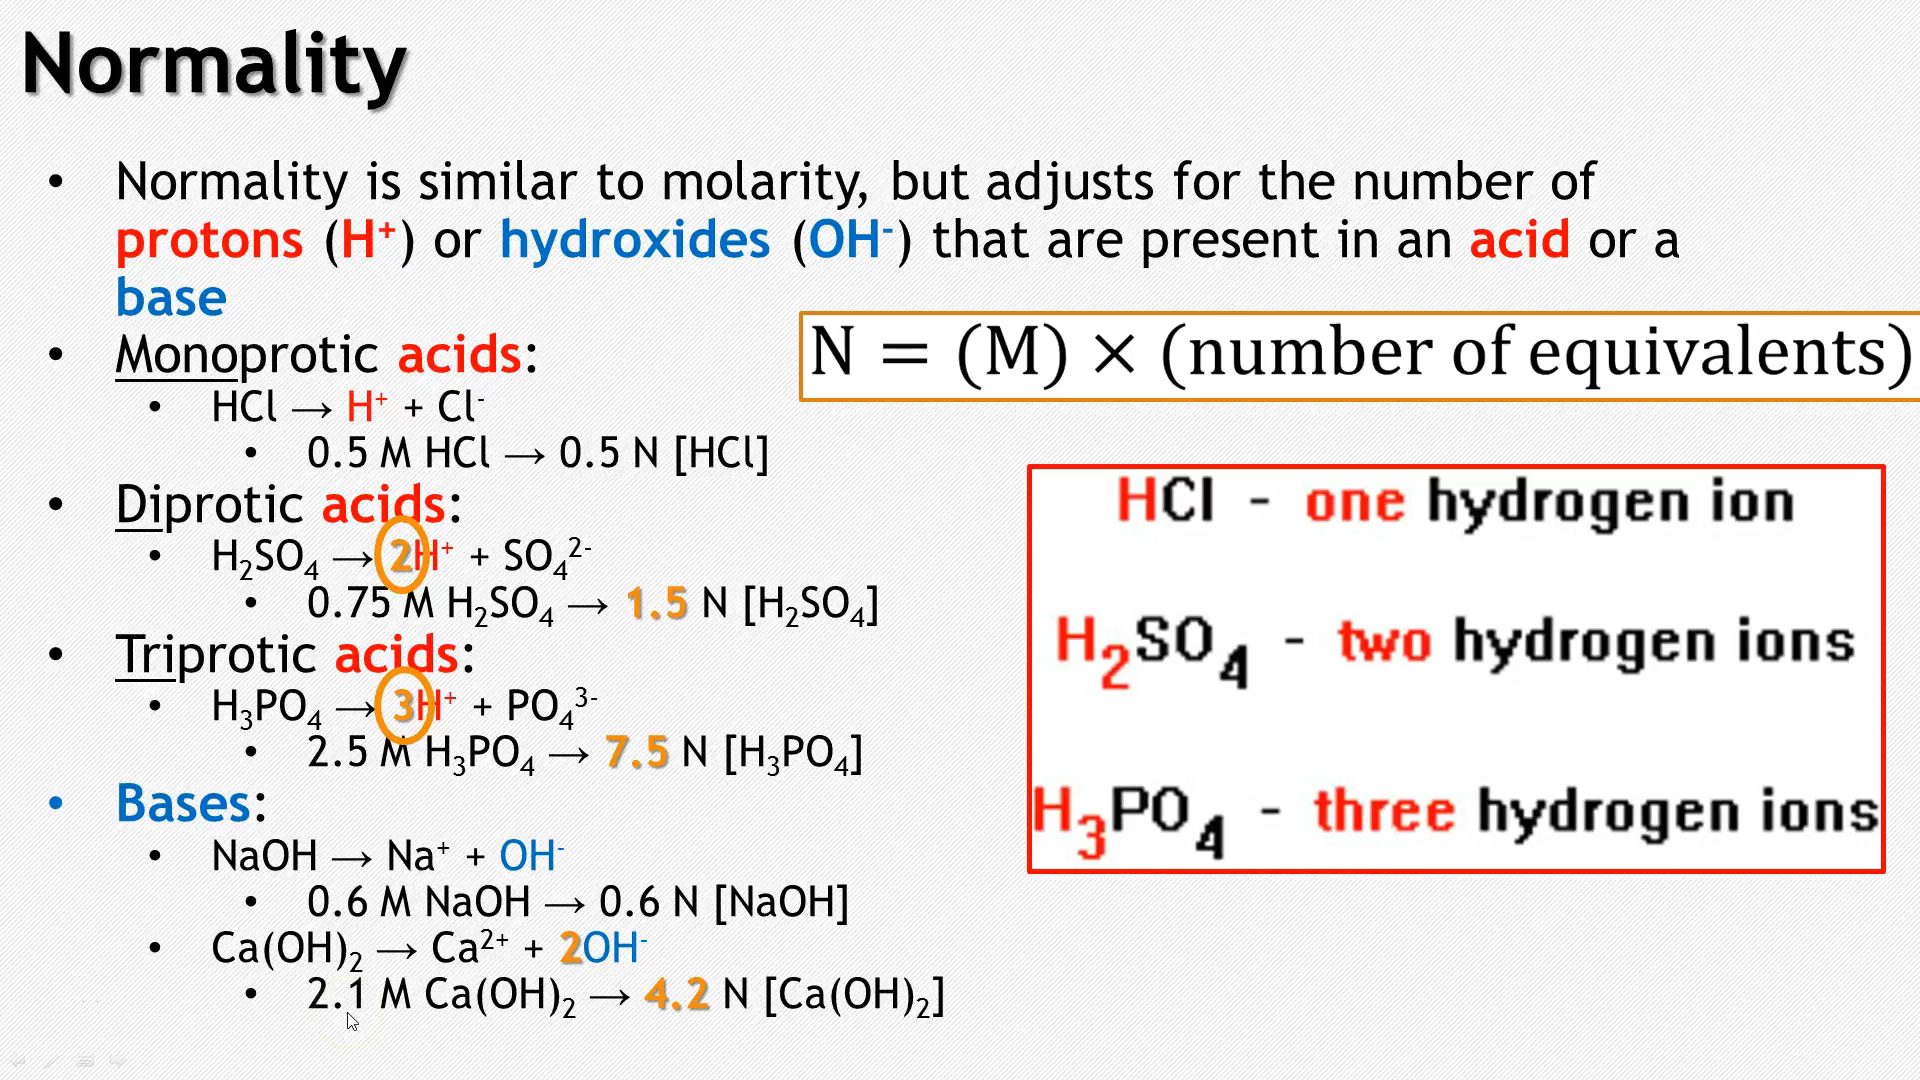 Normality
• Normality is similar to molarity, but adjusts for the number of
protons (H⁺) or hydroxides (OH⁻) that are present in an acid or a
base
• Monoprotic acids:
N = (M) × (number of equivalents)
• HCl → H⁺ + Cl⁻
• 0.5 M HCl → 0.5 N [HCl]
• Diprotic acids:
• H₂SO₄ → 2H⁺ + SO₄²⁻
• 0.75 M H₂SO₄ → 1.5 N [H₂SO₄]
• Triprotic acids:
• H₃PO₄ → 3H⁺ + PO₄³⁻
• 2.5 M H₃PO₄ → 7.5 N [H₃PO₄]
• Bases:
• NaOH → Na⁺ + OH⁻
• 0.6 M NaOH → 0.6 N [NaOH]
• Ca(OH)₂ → Ca²⁺ + 2OH⁻
• 2.1 M Ca(OH)₂ → 4.2 N [Ca(OH)₂]
HCl - one hydrogen ion
H₂SO₄ - two hydrogen ions
H₃PO₄ - three hydrogen ions